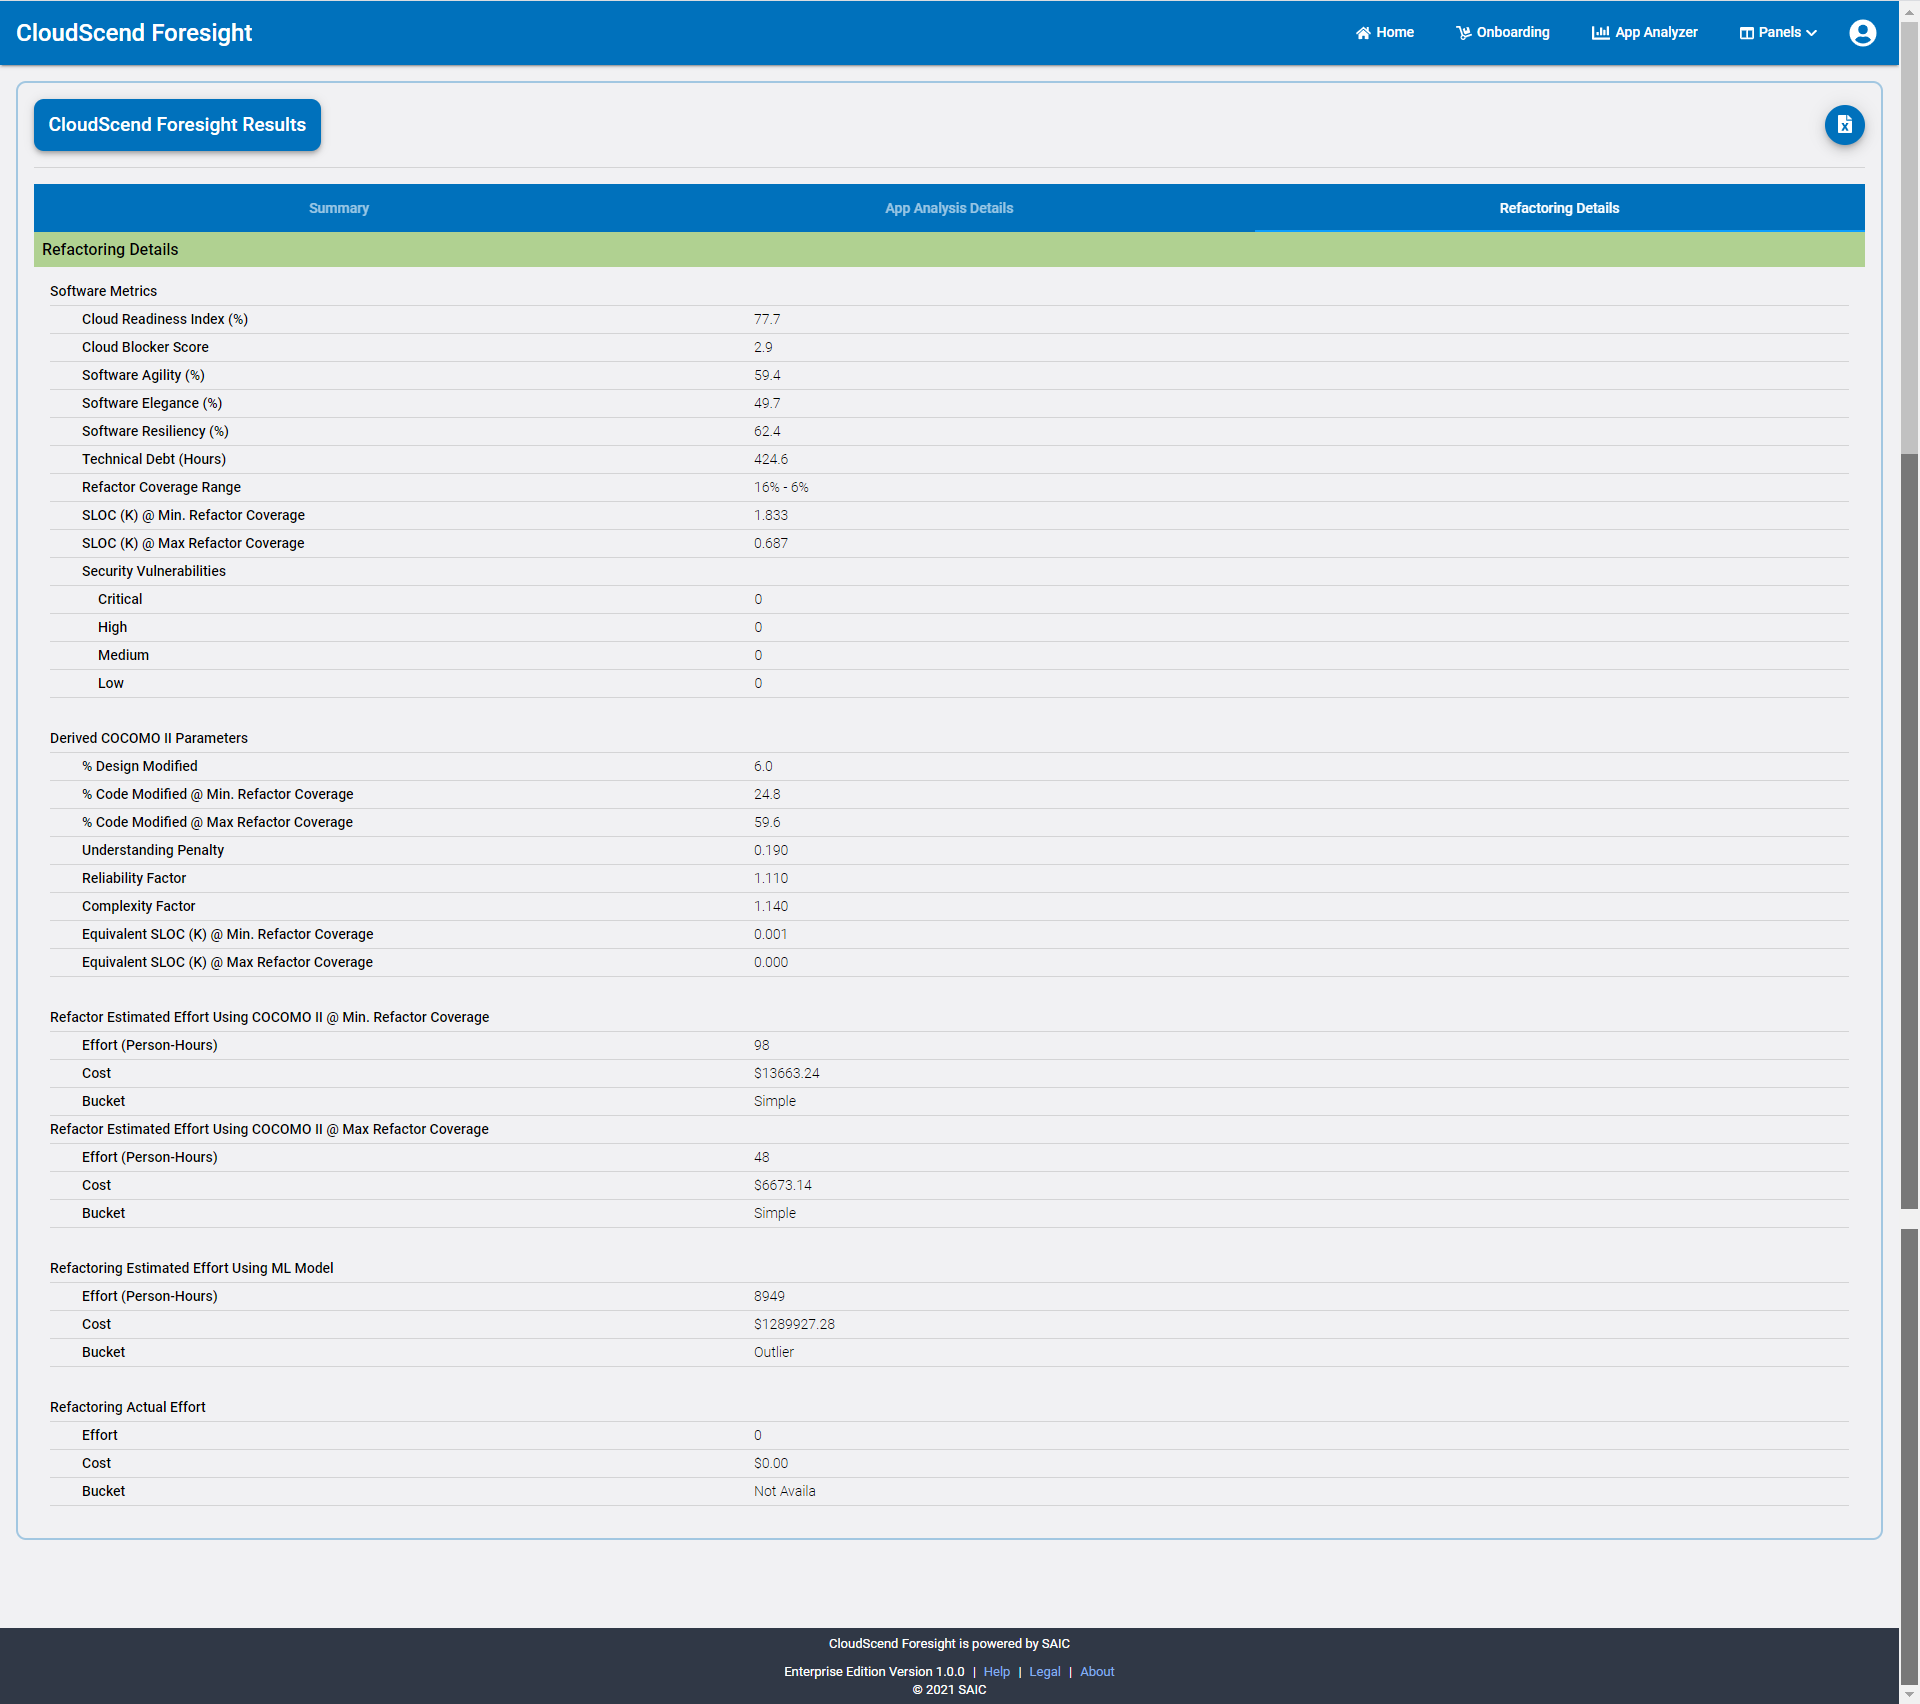 CloudScend Foresight
Home Onboarding App Analyzer Panels
CloudScend Foresight Results
Summary App Analysis Details Refactoring Details
Refactoring Details
Software Metrics
Cloud Readiness Index (%) 77.7
Cloud Blocker Score 2.9
Software Agility (%) 59.4
Software Elegance (%) 49.7
Software Resiliency (%) 62.4
Technical Debt (Hours) 424.6
Refactor Coverage Range 16% - 6%
SLOC (K) @ Min. Refactor Coverage 1.833
SLOC (K) @ Max Refactor Coverage 0.687
Security Vulnerabilities
Critical 0
High 0
Medium 0
Low 0
Derived COCOMO II Parameters
% Design Modified 6.0
% Code Modified @ Min. Refactor Coverage 24.8
% Code Modified @ Max Refactor Coverage 59.6
Understanding Penalty 0.190
Reliability Factor 1.110
Complexity Factor 1.140
Equivalent SLOC (K) @ Min. Refactor Coverage 0.001
Equivalent SLOC (K) @ Max Refactor Coverage 0.000
Refactor Estimated Effort Using COCOMO II @ Min. Refactor Coverage
Effort (Person-Hours) 98
Cost $13663.24
Bucket Simple
Refactor Estimated Effort Using COCOMO II @ Max Refactor Coverage
Effort (Person-Hours) 48
Cost $6673.14
Bucket Simple
Refactoring Estimated Effort Using ML Model
Effort (Person-Hours) 8949
Cost $1289927.28
Bucket Outlier
Refactoring Actual Effort
Effort 0
Cost $0.00
Bucket Not Availa
CloudScend Foresight is powered by SAIC
Enterprise Edition Version 1.0.0 | Help | Legal | About
© 2021 SAIC